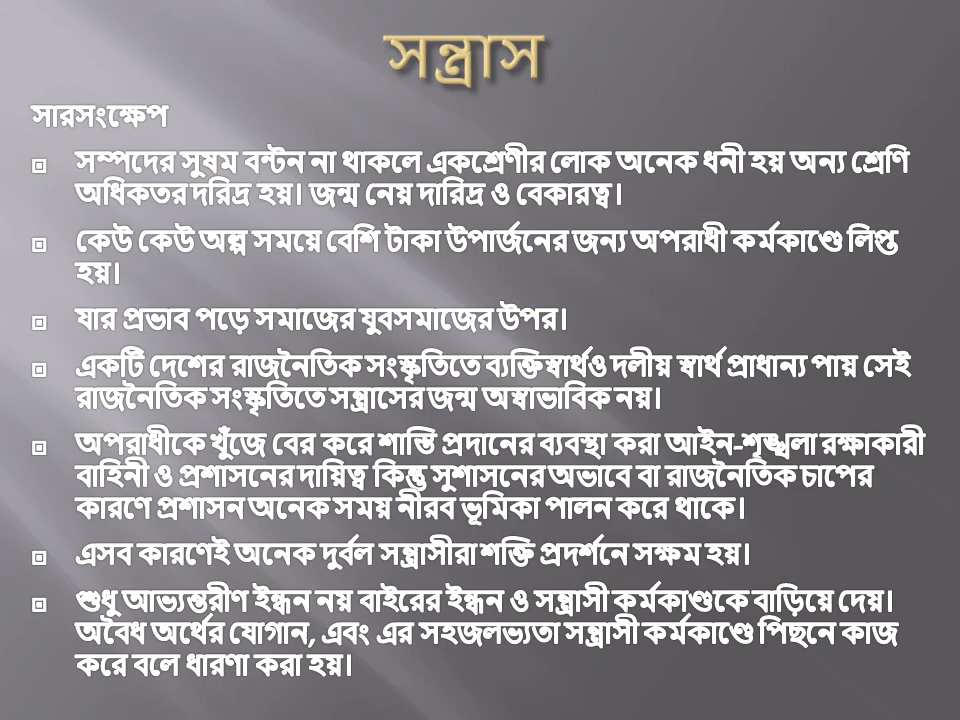 সন্ত্রাস
সারসংক্ষেপ
সম্পদের সুষম বন্টন না থাকলে একশ্রেণীর লোক অনেক ধনী হয় অন্য শ্রেণি
অধিকতর দরিদ্র হয়। জন্ম নেয় দারিদ্র ও বেকারত্ব।
কেউ কেউ অল্প সময়ে বেশি টাকা উপার্জনের জন্য অপরাধী কর্মকাণ্ডে লিপ্ত
হয়।
যার প্রভাব পড়ে সমাজের যুবসমাজের উপর।
একটি দেশের রাজনৈতিক সংস্কৃতিতে ব্যক্তিস্বার্থও দলীয় স্বার্থ প্রাধান্য পায় সেই
রাজনৈতিক সংস্কৃতিতে সন্ত্রাসের জন্ম অস্বাভাবিক নয়।
অপরাধীকে খুঁজে বের করে শাস্তি প্রদানের ব্যবস্থা করা আইন-শৃঙ্খলা রক্ষাকারী
বাহিনী ও প্রশাসনের দায়িত্ব কিন্তু সুশাসনের অভাবে বা রাজনৈতিক চাপের
কারণে প্রশাসন অনেক সময় নীরব ভূমিকা পালন করে থাকে।
এসব কারণেই অনেক দুর্বল সন্ত্রাসীরা শক্তি প্রদর্শনে সক্ষম হয়।
শুধু আভ্যন্তরীণ ইন্ধন নয় বাইরের ইন্ধন ও সন্ত্রাসী কর্মকাণ্ডকে বাড়িয়ে দেয়।
অবৈধ অর্থের যোগান, এবং এর সহজলভ্যতা সন্ত্রাসী কর্মকাণ্ডে পিছনে কাজ
করে বলে ধারণা করা হয়।